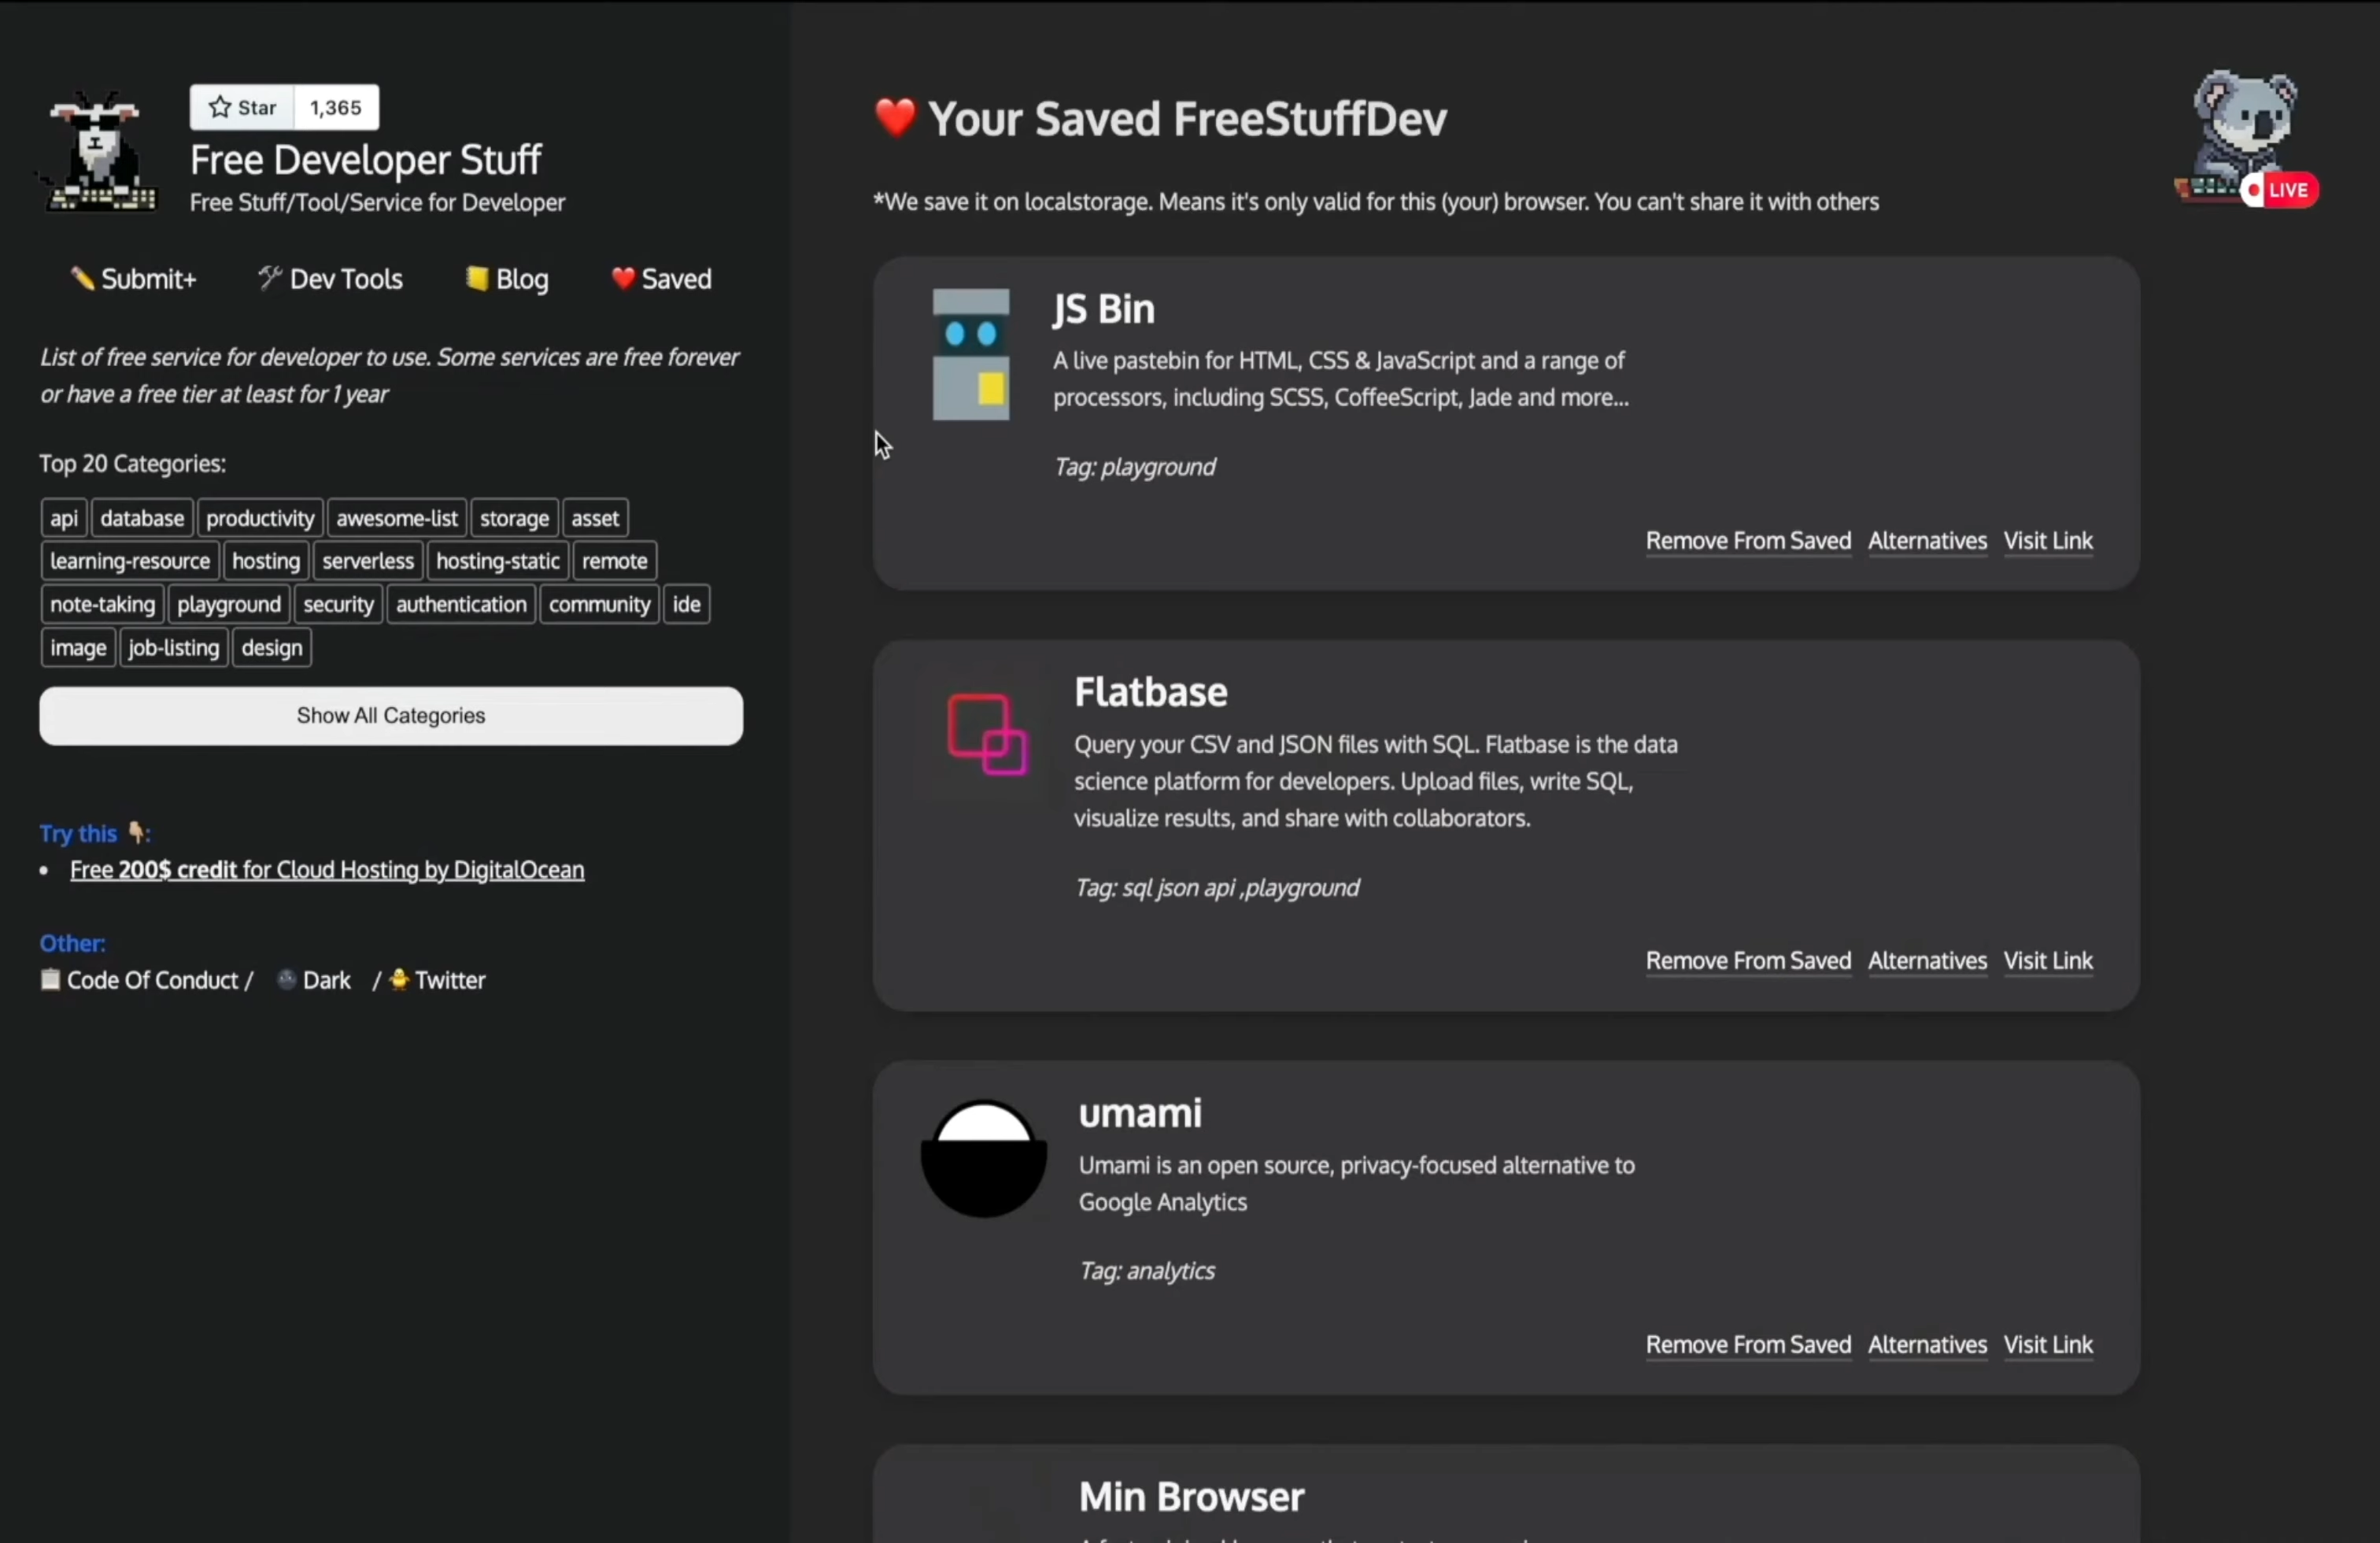 Star 1,365
Free Developer Stuff
Free Stuff/Tool/Service for Developer
Submit+ Dev Tools Blog Saved
List of free service for developer to use. Some services are free forever
or have a free tier at least for 1 year
Top 20 Categories:
api database productivity awesome-list storage asset
learning-resource hosting serverless hosting-static remote
note-taking playground security authentication community ide
image job-listing design
Show All Categories
Try this :
Free 200$ credit for Cloud Hosting by DigitalOcean
Other:
Code Of Conduct / Dark / Twitter
Your Saved FreeStuffDev
*We save it on localstorage. Means it's only valid for this (your) browser. You can't share it with others
LIVE
JS Bin
A live pastebin for HTML, CSS & JavaScript and a range of
processors, including SCSS, CoffeeScript, Jade and more...
Tag: playground
Remove From Saved Alternatives Visit Link
Flatbase
Query your CSV and JSON files with SQL. Flatbase is the data
science platform for developers. Upload files, write SQL,
visualize results, and share with collaborators.
Tag: sql json api ,playground
Remove From Saved Alternatives Visit Link
umami
Umami is an open source, privacy-focused alternative to
Google Analytics
Tag: analytics
Remove From Saved Alternatives Visit Link
Min Browser